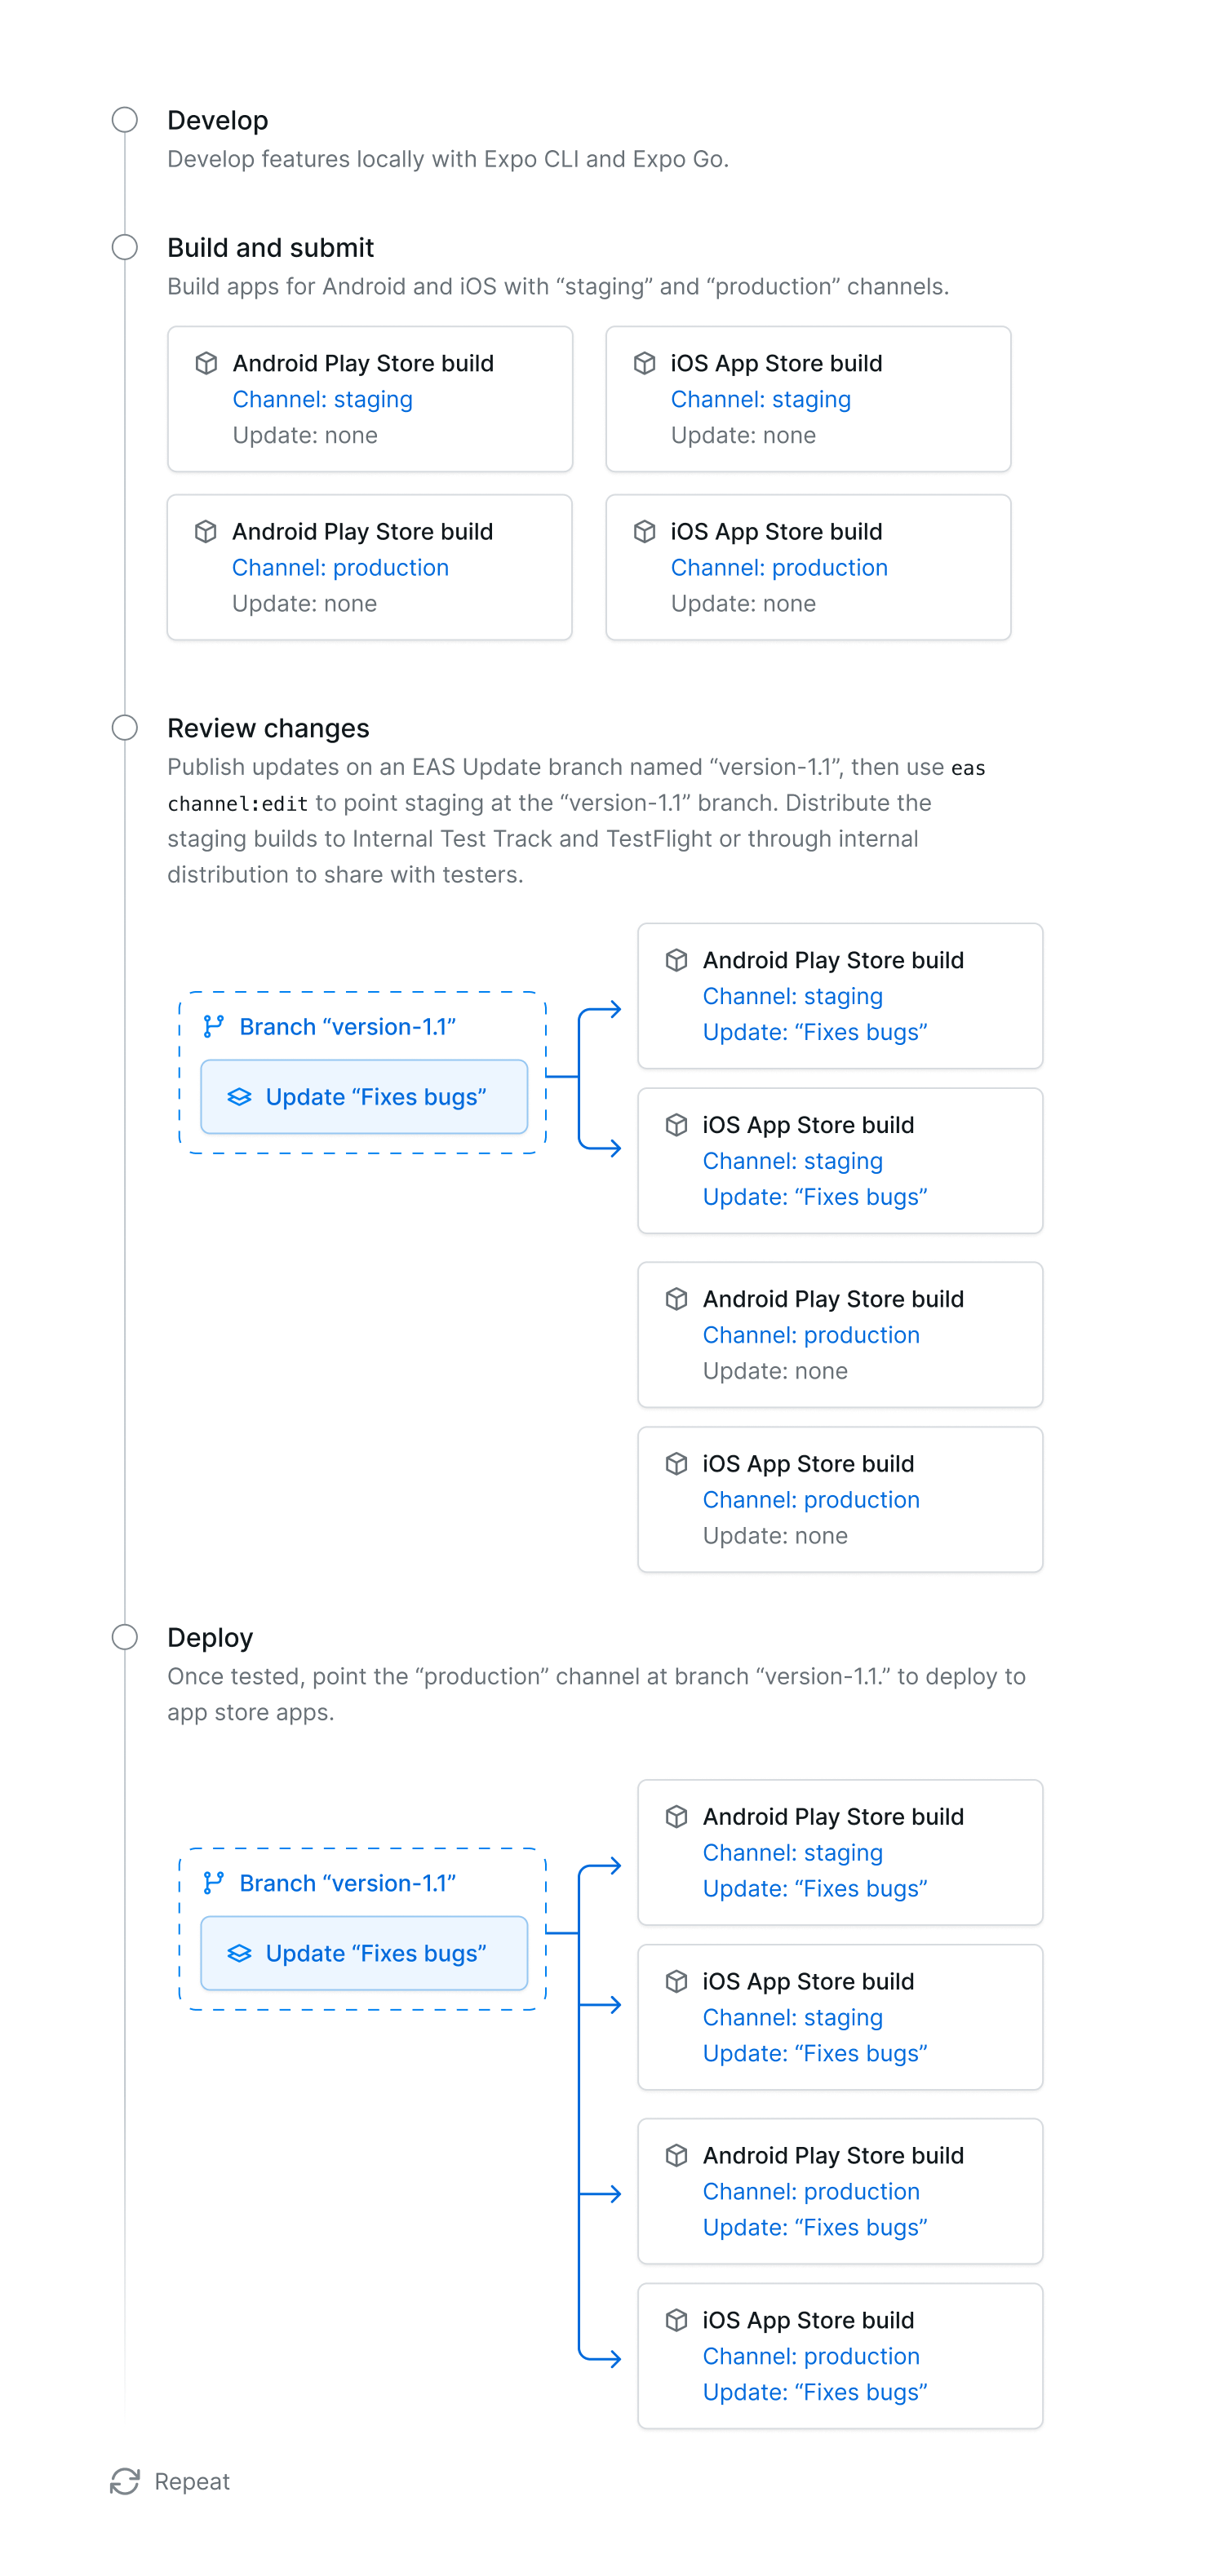 Develop
Develop features locally with Expo CLI and Expo Go.
Build and submit
Build apps for Android and iOS with “staging” and “production” channels.
Android Play Store build
Channel: staging
Update: none
iOS App Store build
Channel: staging
Update: none
Android Play Store build
Channel: production
Update: none
iOS App Store build
Channel: production
Update: none
Review changes
Publish updates on an EAS Update branch named “version-1.1”, then use eas
channel:edit to point staging at the “version-1.1” branch. Distribute the
staging builds to Internal Test Track and TestFlight or through internal
distribution to share with testers.
Branch “version-1.1”
Update “Fixes bugs”
Android Play Store build
Channel: staging
Update: “Fixes bugs”
iOS App Store build
Channel: staging
Update: “Fixes bugs”
Android Play Store build
Channel: production
Update: none
iOS App Store build
Channel: production
Update: none
Deploy
Once tested, point the “production” channel at branch “version-1.1.” to deploy to
app store apps.
Branch “version-1.1”
Update “Fixes bugs”
Android Play Store build
Channel: staging
Update: “Fixes bugs”
iOS App Store build
Channel: staging
Update: “Fixes bugs”
Android Play Store build
Channel: production
Update: “Fixes bugs”
iOS App Store build
Channel: production
Update: “Fixes bugs”
Repeat